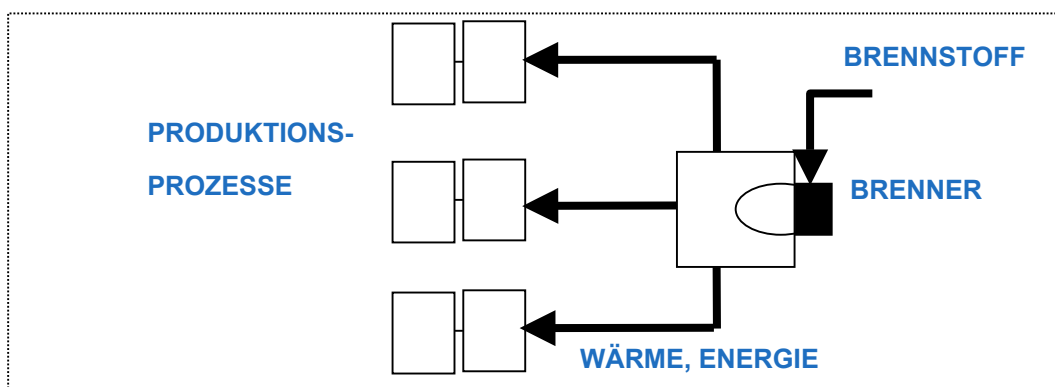 BRENNSTOFF
PRODUKTIONS-
PROZESSE
BRENNER
WÄRME, ENERGIE